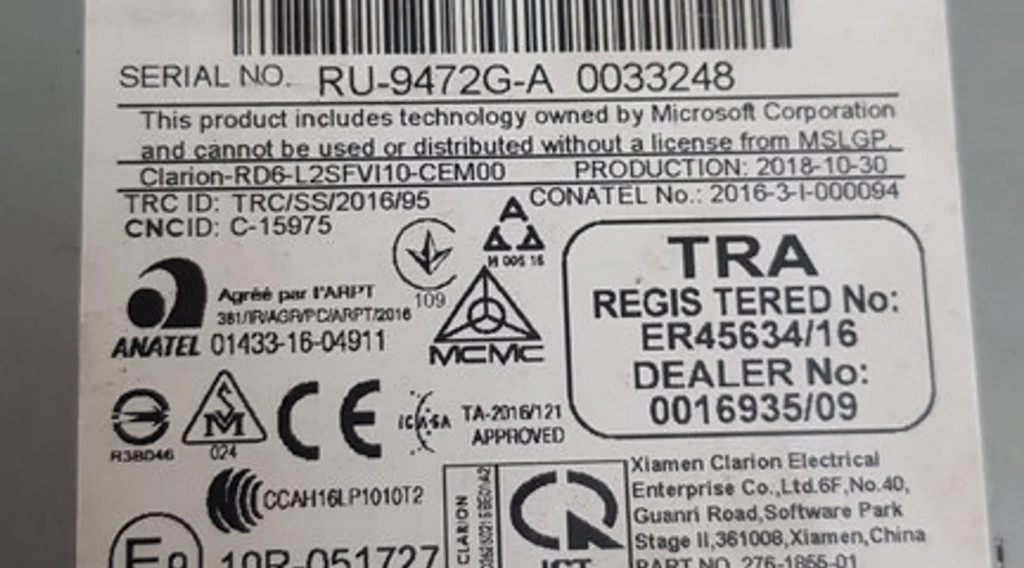 SERIAL NO. RU-9472G-A 0033248
This product includes technology owned by Microsoft Corporation
and cannot be used or distributed without a license from MSLGP.
Clarion-RD6-L2SFVI10-CEM00 PRODUCTION: 2018-10-30
TRC ID: TRC/SS/2016/95 CONATEL No.: 2016-3-I-000094
CNCID: C-15975
109
TRA
REGIS TERED No:
ER45634/16
DEALER No:
0016935/09
Agréé par l'ARPT
381/IR/AGR/PC/ARPT/2016
ANATEL 01433-16-04911
MCMC
R38046
SM
024
CE
ICASA TA-2016/121
APPROVED
CCAH16LP1010T2
CLARION
ICT
Xiamen Clarion Electrical
Enterprise Co.,Ltd.6F,No.40,
Guanri Road,Software Park
Stage II,361008,Xiamen,China
PART NO. 276-1855-01
E9 10R-051727